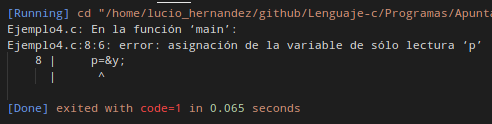 [Running] cd "/home/lucio_hernandez/github/Lenguaje-c/Programas/Apunta
Ejemplo4.c: En la función ‘main’:
Ejemplo4.c:8:6: error: asignación de la variable de sólo lectura ‘p’
8 | p=&y;
| ^
[Done] exited with code=1 in 0.065 seconds